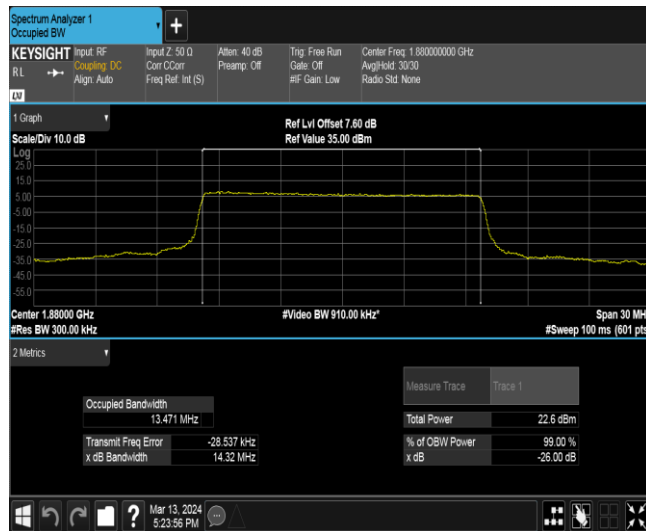 Spectrum Analyzer 1
Occupied BW
+
KEYSIGHT
RL
LXI
Input: RF
Coupling: DC
Align: Auto
Input Z: 50 Ω
Corr CCorr
Freq Ref: Int (S)
Atten: 40 dB
Preamp: Off
Trig: Free Run
Gate: Off
#IF Gain: Low
Center Freq: 1.880000000 GHz
Avg|Hold: 30/30
Radio Std: None
1 Graph
Scale/Div 10.0 dB
Ref Lvl Offset 7.60 dB
Ref Value 35.00 dBm
Log
25.0
15.0
5.00
-5.00
-15.0
-25.0
-35.0
-45.0
-55.0
Center 1.88000 GHz
#Video BW 910.00 kHz*
Span 30 MH
#Res BW 300.00 kHz
#Sweep 100 ms (601 pts
2 Metrics
Measure Trace
Trace 1
Occupied Bandwidth
13.471 MHz
Total Power
22.6 dBm
Transmit Freq Error
-28.537 kHz
% of OBW Power
99.00 %
x dB Bandwidth
14.32 MHz
x dB
-26.00 dB
?
Mar 13, 2024
5:23:56 PM